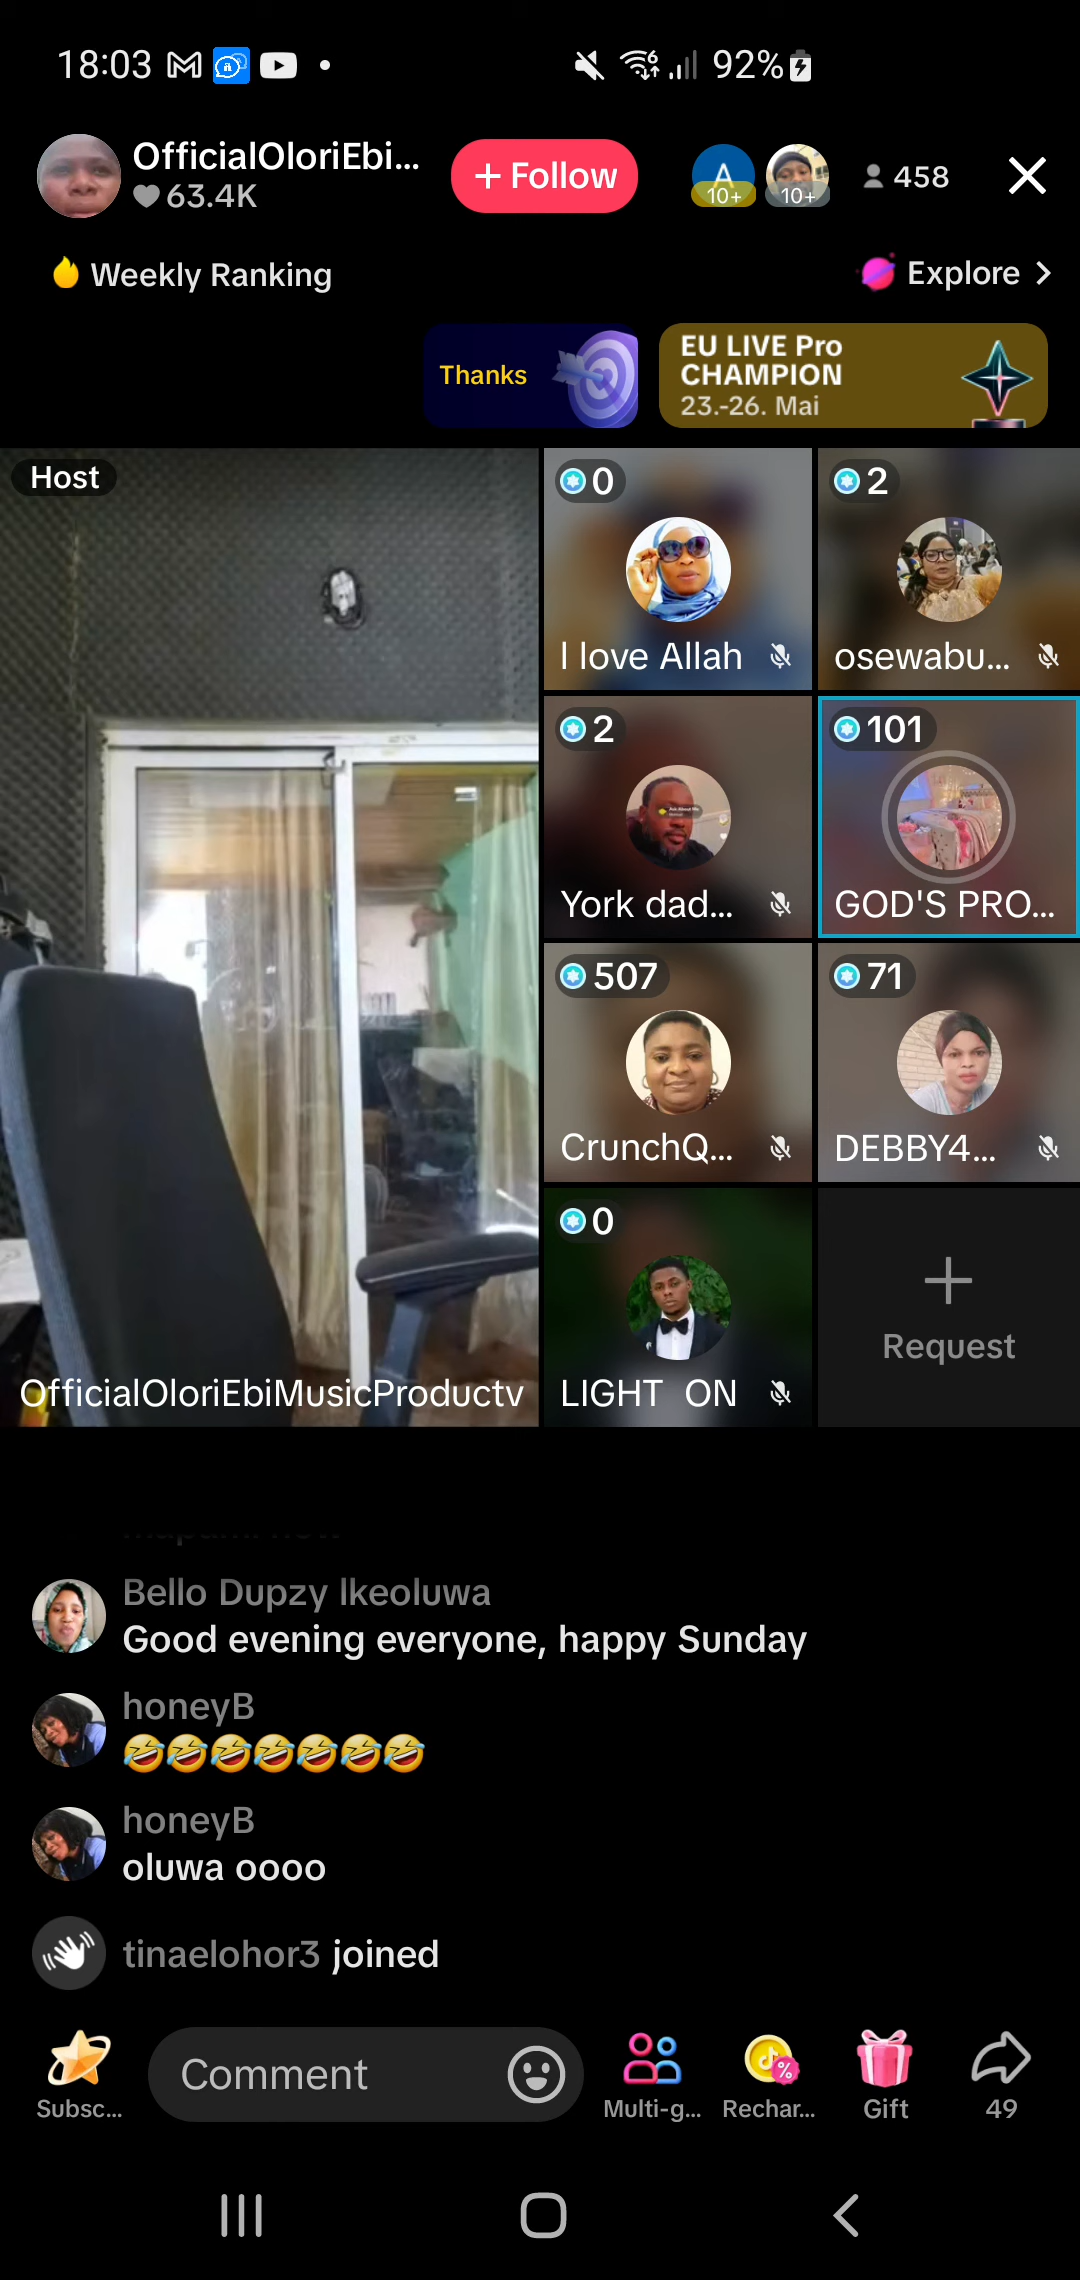 18:03
92%
OfficialOloriEbi...
63.4K
+ Follow
A
10+
10+
458
Weekly Ranking
Explore
Thanks
EU LIVE Pro
CHAMPION
23.-26. Mai
Host
0
I love Allah
2
osewabu...
2
York dad...
101
GOD'S PRO...
507
CrunchQ...
71
DEBBY4...
0
LIGHT ON
Request
OfficialOloriEbiMusicProductv
Bello Dupzy Ikeoluwa
Good evening everyone, happy Sunday
honeyB
🤣🤣🤣🤣🤣🤣🤣
honeyB
oluwa oooo
tinaelohor3 joined
Subsc...
Comment
Multi-g...
Rechar...
Gift
49